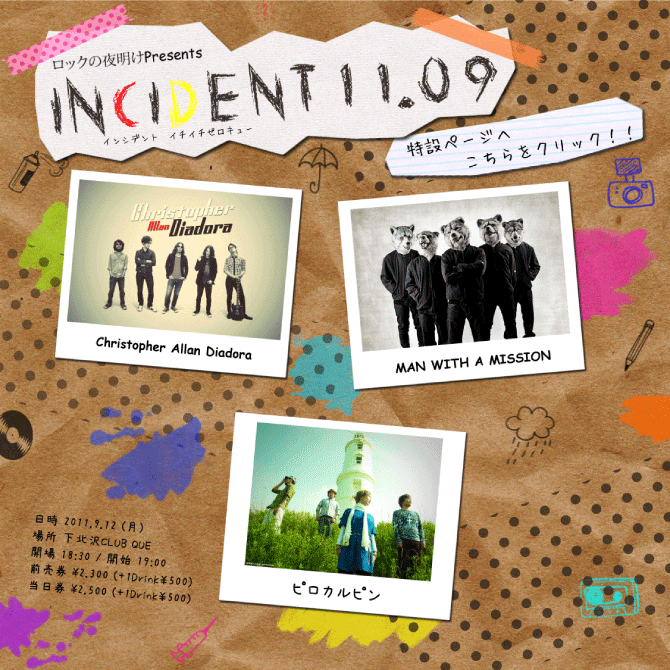 ロックの夜明けPresents
INCIDENT 11.09
インシデント イチイチゼロキュー
特設ページへ
こちらをクリック！！
Christopher
Allan Diadora
Christopher Allan Diadora
MAN WITH A MISSION
ピロカルピン
日時 2011.9.12 (月)
場所 下北沢CLUB QUE
開場 18:30 / 開始 19:00
前売券 ¥2,300 (+1Drink¥500)
当日券 ¥2,500 (+1Drink¥500)